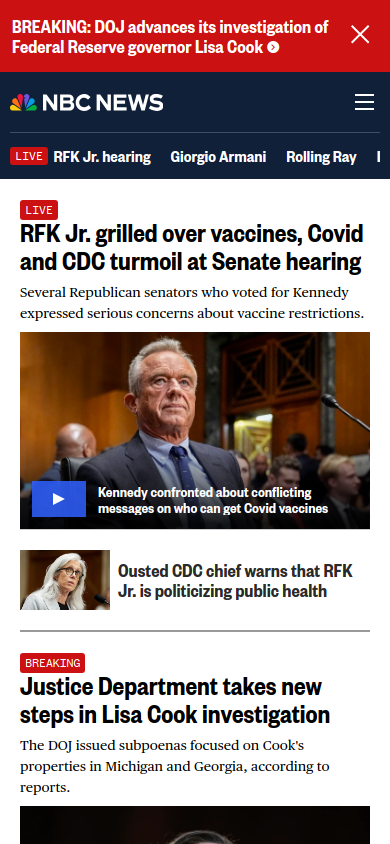 BREAKING: DOJ advances its investigation of
Federal Reserve governor Lisa Cook
NBC NEWS
LIVE RFK Jr. hearing Giorgio Armani Rolling Ray
LIVE
RFK Jr. grilled over vaccines, Covid
and CDC turmoil at Senate hearing
Several Republican senators who voted for Kennedy
expressed serious concerns about vaccine restrictions.
Kennedy confronted about conflicting
messages on who can get Covid vaccines
Ousted CDC chief warns that RFK
Jr. is politicizing public health
BREAKING
Justice Department takes new
steps in Lisa Cook investigation
The DOJ issued subpoenas focused on Cook's
properties in Michigan and Georgia, according to
reports.